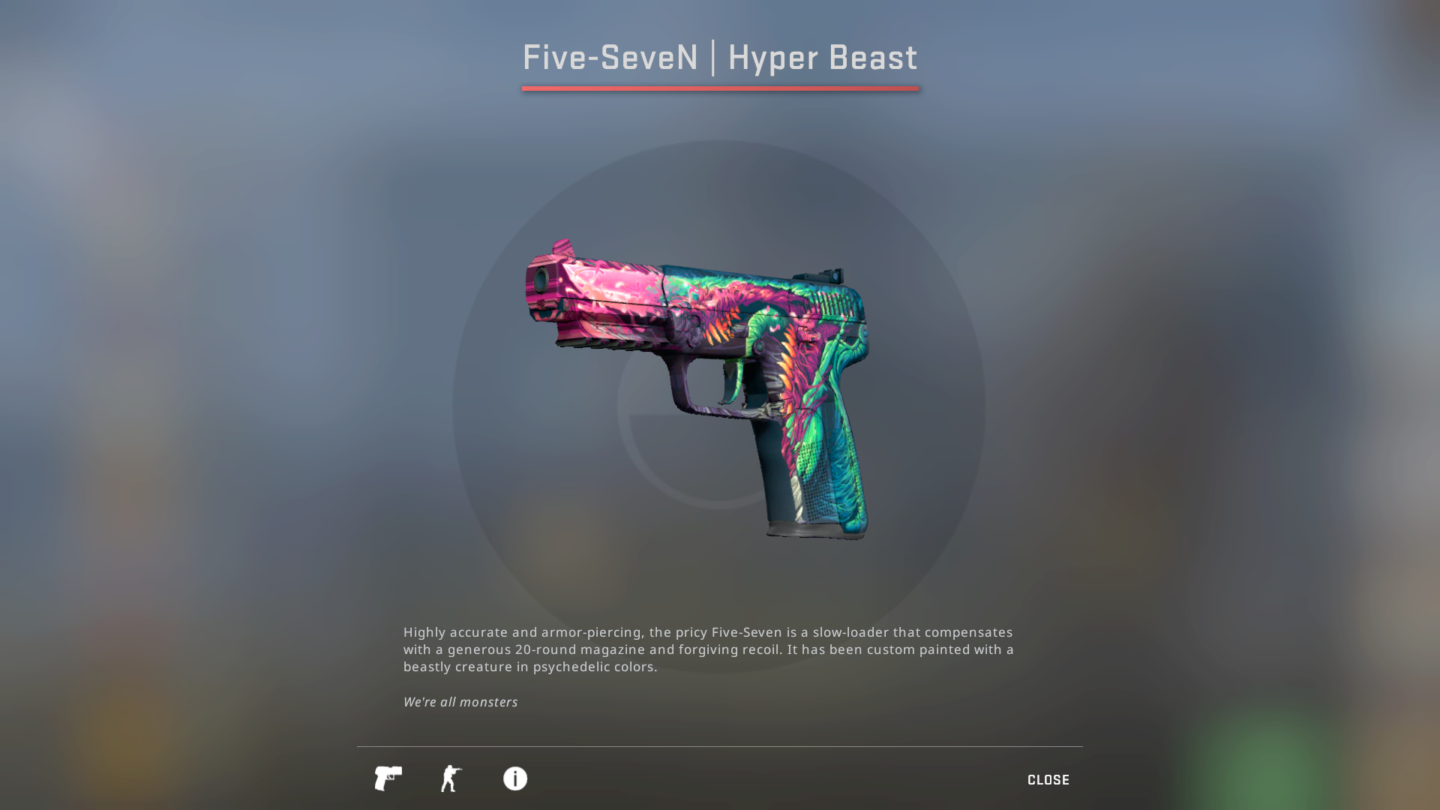 Five-SeveN | Hyper Beast
Highly accurate and armor-piercing, the pricy Five-Seven is a slow-loader that compensates
with a generous 20-round magazine and forgiving recoil. It has been custom painted with a
beastly creature in psychedelic colors.
We're all monsters
CLOSE